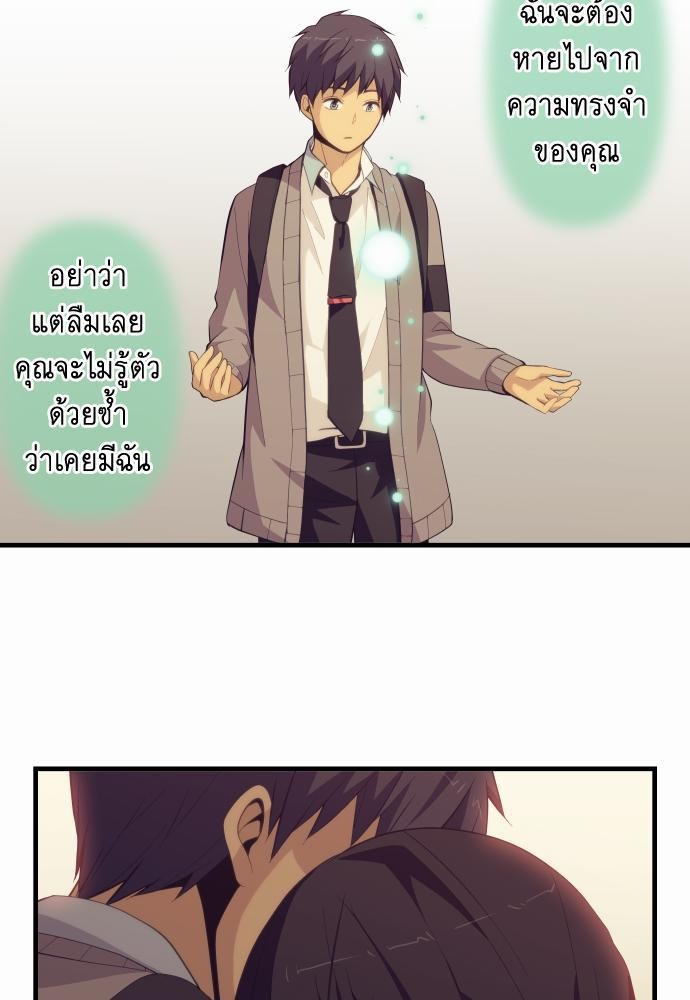 ฉันจะต้อง
หายไปจาก
ความทรงจำ
ของคุณ
อย่าว่า
แต่ลืมเลย
คุณจะไม่รู้ตัว
ด้วยซ้ำ
ว่าเคยมีฉัน